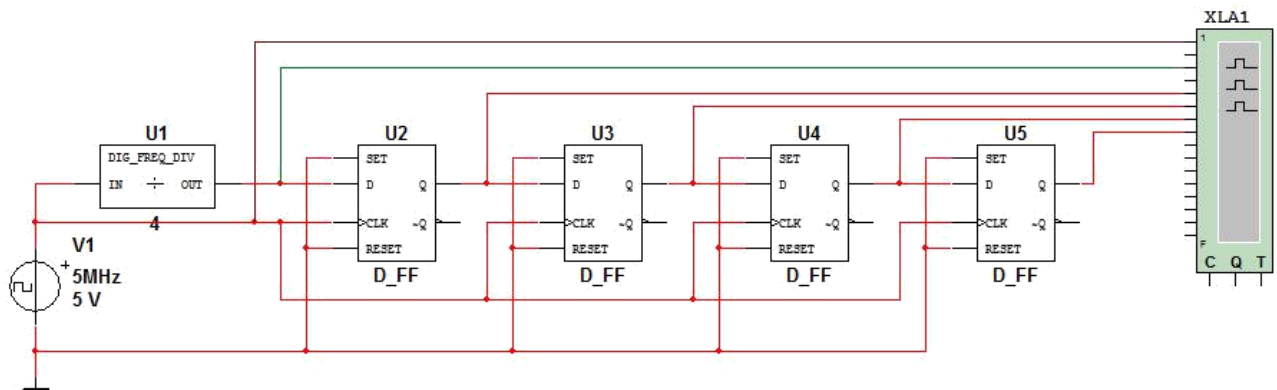 XLA1
1
F
C Q T
U1
DIG_FREQ_DIV
IN ÷ OUT
4
V1
+
5MHz
5 V
U2
SET
D Q
CLK ~Q
RESET
D_FF
U3
SET
D Q
CLK ~Q
RESET
D_FF
U4
SET
D Q
CLK ~Q
RESET
D_FF
U5
SET
D Q
CLK ~Q
RESET
D_FF